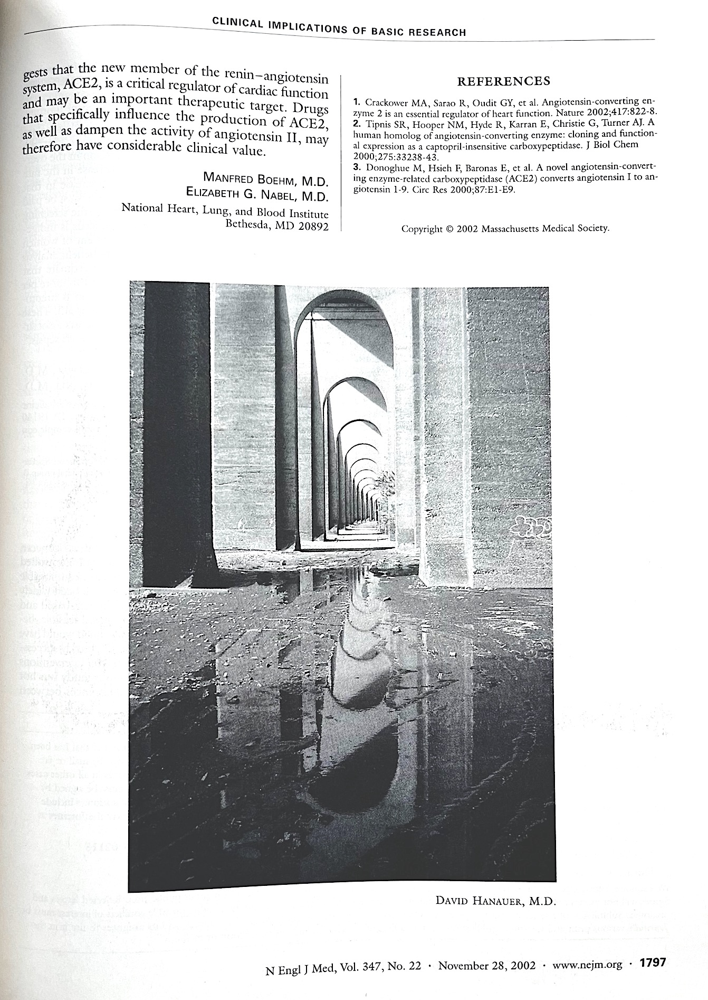 CLINICAL IMPLICATIONS OF BASIC RESEARCH
gests that the new member of the renin–angiotensin
system, ACE2, is a critical regulator of cardiac function
and may be an important therapeutic target. Drugs
that specifically influence the production of ACE2,
as well as dampen the activity of angiotensin II, may
therefore have considerable clinical value.
MANFRED BOEHM, M.D.
ELIZABETH G. NABEL, M.D.
National Heart, Lung, and Blood Institute
Bethesda, MD 20892
REFERENCES
1. Crackower MA, Sarao R, Oudit GY, et al. Angiotensin-converting en-
zyme 2 is an essential regulator of heart function. Nature 2002;417:822-8.
2. Tipnis SR, Hooper NM, Hyde R, Karran E, Christie G, Turner AJ. A
human homolog of angiotensin-converting enzyme: cloning and function-
al expression as a captopril-insensitive carboxypeptidase. J Biol Chem
2000;275:33238-43.
3. Donoghue M, Hsieh F, Baronas E, et al. A novel angiotensin-convert-
ing enzyme-related carboxypeptidase (ACE2) converts angiotensin I to an-
giotensin 1-9. Circ Res 2000;87:E1-E9.
Copyright © 2002 Massachusetts Medical Society.
DAVID HANAUER, M.D.
N Engl J Med, Vol. 347, No. 22 · November 28, 2002 · www.nejm.org · 1797